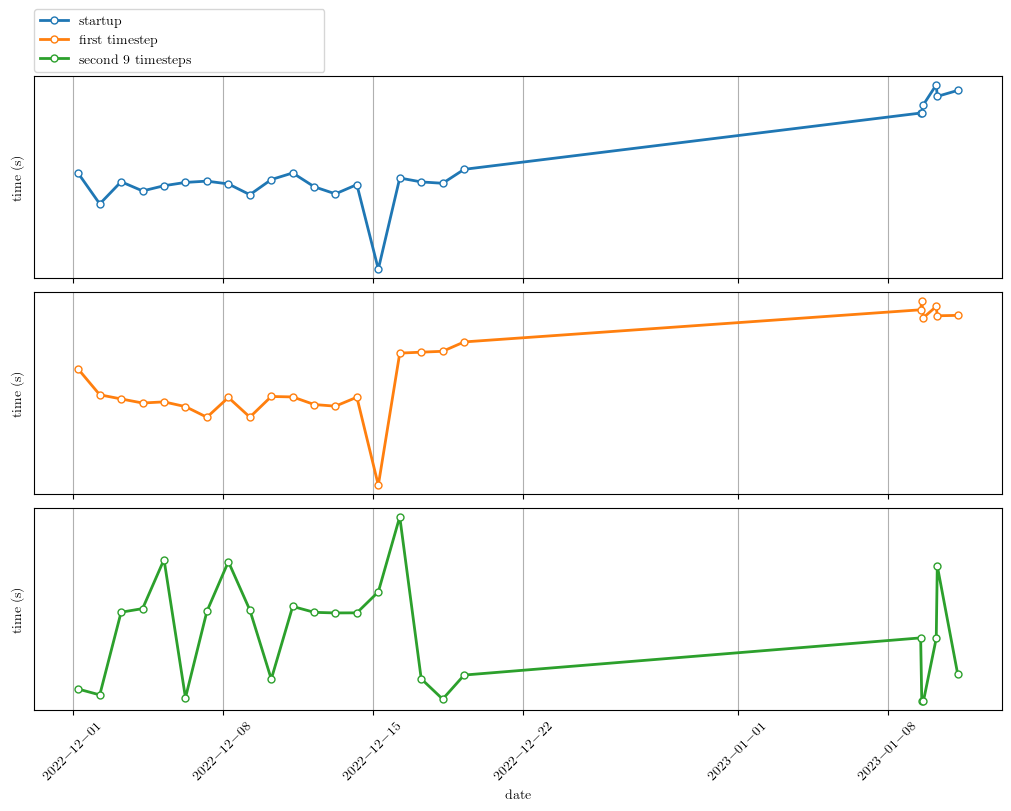 startup
first timestep
second 9 timesteps
time (s)
time (s)
time (s)
2022−12−01
2022−12−08
2022−12−15
2022−12−22
2023−01−01
2023−01−08
date